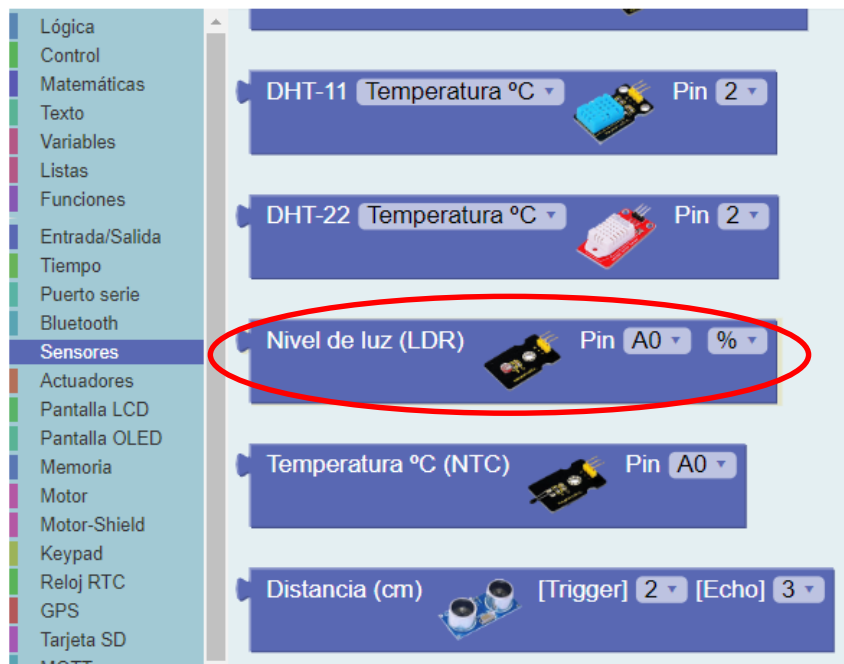 Lógica
Control
Matemáticas
Texto
Variables
Listas
Funciones
Entrada/Salida
Tiempo
Puerto serie
Bluetooth
Sensores
Actuadores
Pantalla LCD
Pantalla OLED
Memoria
Motor
Motor-Shield
Keypad
Reloj RTC
GPS
Tarjeta SD
MQTT
DHT-11 Temperatura ºC Pin 2
DHT-22 Temperatura ºC Pin 2
Nivel de luz (LDR) Pin A0 %
Temperatura ºC (NTC) Pin A0
Distancia (cm) [Trigger] 2 [Echo] 3